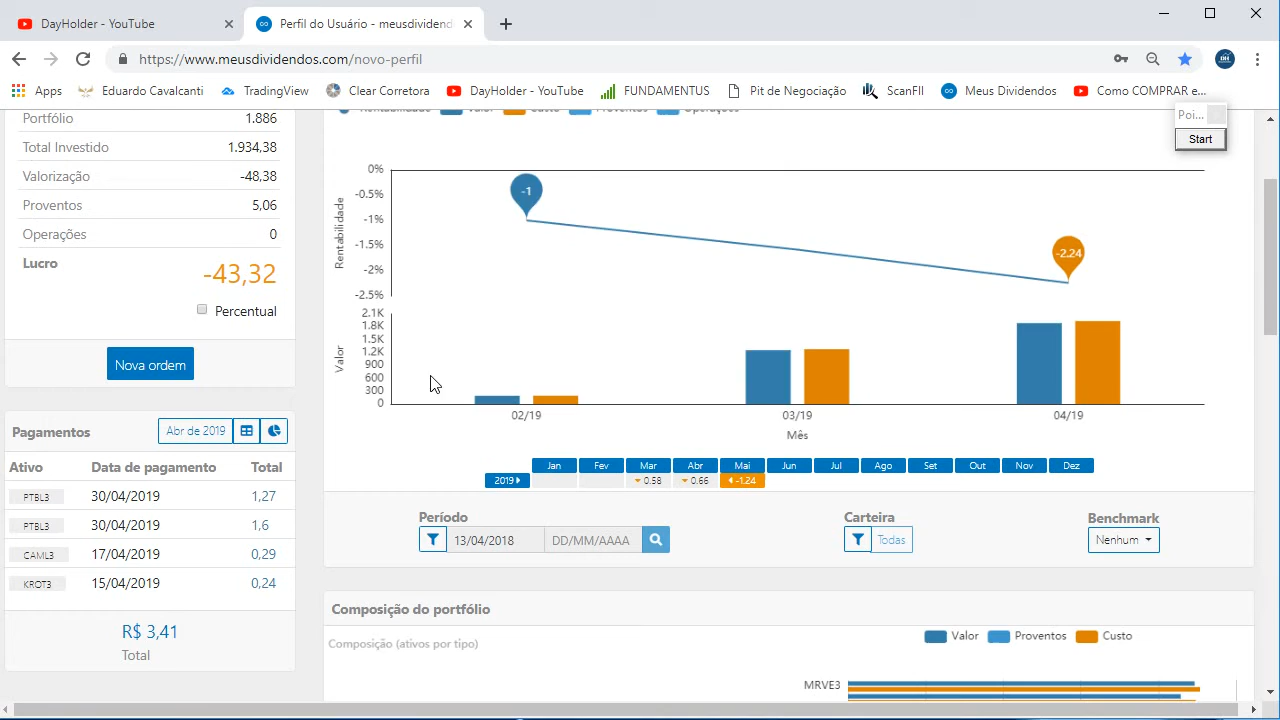 DayHolder - YouTube
Perfil do Usuário - meusdividend
https://www.meusdividendos.com/novo-perfil
Apps
Eduardo Cavalcanti
TradingView
Clear Corretora
DayHolder - YouTube
FUNDAMENTUS
Pit de Negociação
ScanFII
Meus Dividendos
Como COMPRAR e...
Poi...
Start
Portfólio 1.886
Total Investido 1.934,38
Valorização -48,38
Proventos 5,06
Operações 0
Lucro -43,32
Percentual
Nova ordem
Pagamentos Abr de 2019
Ativo Data de pagamento Total
PTBL3 30/04/2019 1,27
PTBL3 30/04/2019 1,6
CAML3 17/04/2019 0,29
KROT3 15/04/2019 0,24
R$ 3,41
Total
Rentabilidade Valor Custo Proventos Operações
Rentabilidade
0%
-0.5%
-1%
-1.5%
-2%
-2.5%
-1
-2.24
Valor
2.1K
1.8K
1.5K
1.2K
900
600
300
0
02/19 03/19 04/19
Mês
Jan Fev Mar Abr Mai Jun Jul Ago Set Out Nov Dez
2019 0.58 0.66 -1.24
Período
13/04/2018 DD/MM/AAAA
Carteira
Todas
Benchmark
Nenhum
Composição do portfólio
Composição (ativos por tipo)
Valor Proventos Custo
MRVE3